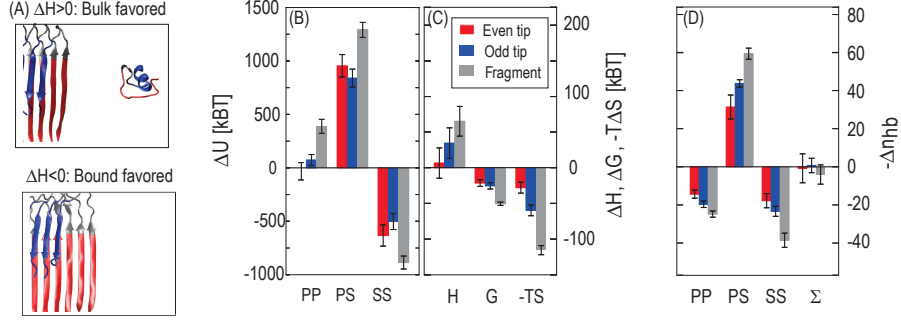 (A) ΔH>0: Bulk favored
ΔH<0: Bound favored
(B)
ΔU [kBT]
1000
500
0
-500
-1000
PP PS SS
(C)
Even tip
Odd tip
Fragment
H G -TS
200
100
0
-100
ΔH, ΔG , -TΔS [kBT]
(D)
PP PS SS Σ
80
60
40
20
0
-20
-40
-Δnhb